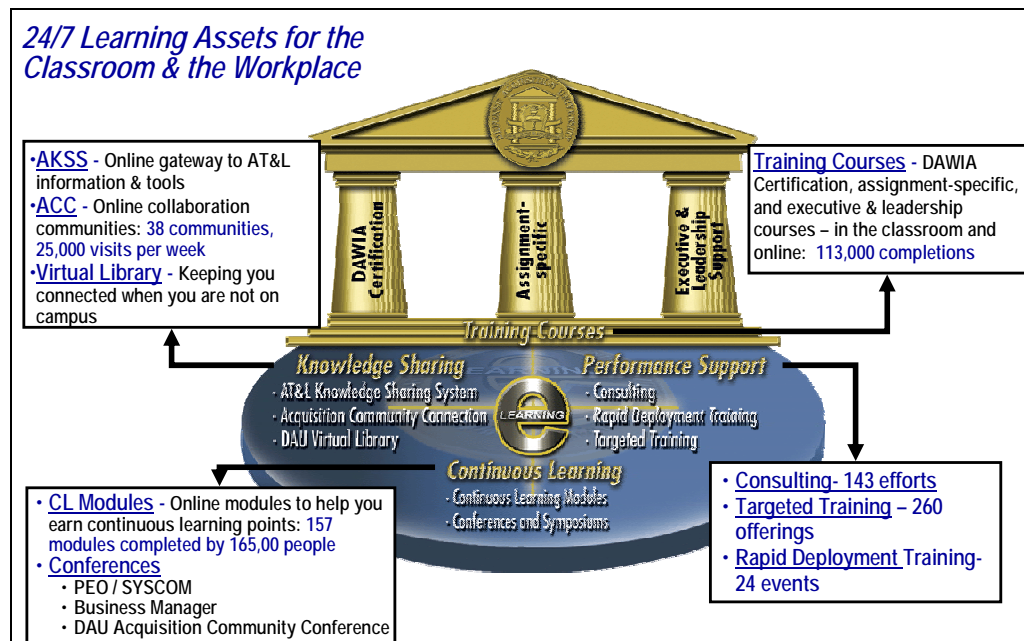 24/7 Learning Assets for the
Classroom & the Workplace
•AKSS - Online gateway to AT&L
information & tools
•ACC - Online collaboration
communities: 38 communities,
25,000 visits per week
•Virtual Library - Keeping you
connected when you are not on
campus
DAWIA
Certification
Assignment-
specific
Executive &
Leadership
Support
Training Courses - DAWIA
Certification, assignment-specific,
and executive & leadership
courses – in the classroom and
online: 113,000 completions
Training Courses
Knowledge Sharing
- AT&L Knowledge Sharing System
- Acquisition Community Connection
- DAU Virtual Library
LEARNING
e
Performance Support
- Consulting
- Rapid Deployment Training
- Targeted Training
Continuous Learning
- Continuous Learning Modules
- Conferences and Symposiums
• CL Modules - Online modules to help you
earn continuous learning points: 157
modules completed by 165,00 people
• Conferences
• PEO / SYSCOM
• Business Manager
• DAU Acquisition Community Conference
• Consulting- 143 efforts
• Targeted Training – 260
offerings
• Rapid Deployment Training-
24 events